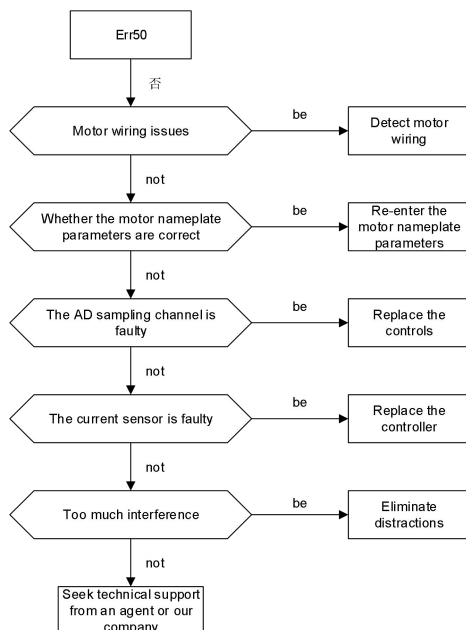 Err50
否
Motor wiring issues
be
Detect motor
wiring
not
Whether the motor nameplate
parameters are correct
be
Re-enter the
motor nameplate
parameters
not
The AD sampling channel is
faulty
be
Replace the
controls
not
The current sensor is faulty
be
Replace the
controller
not
Too much interference
be
Eliminate
distractions
not
Seek technical support
from an agent or our
company